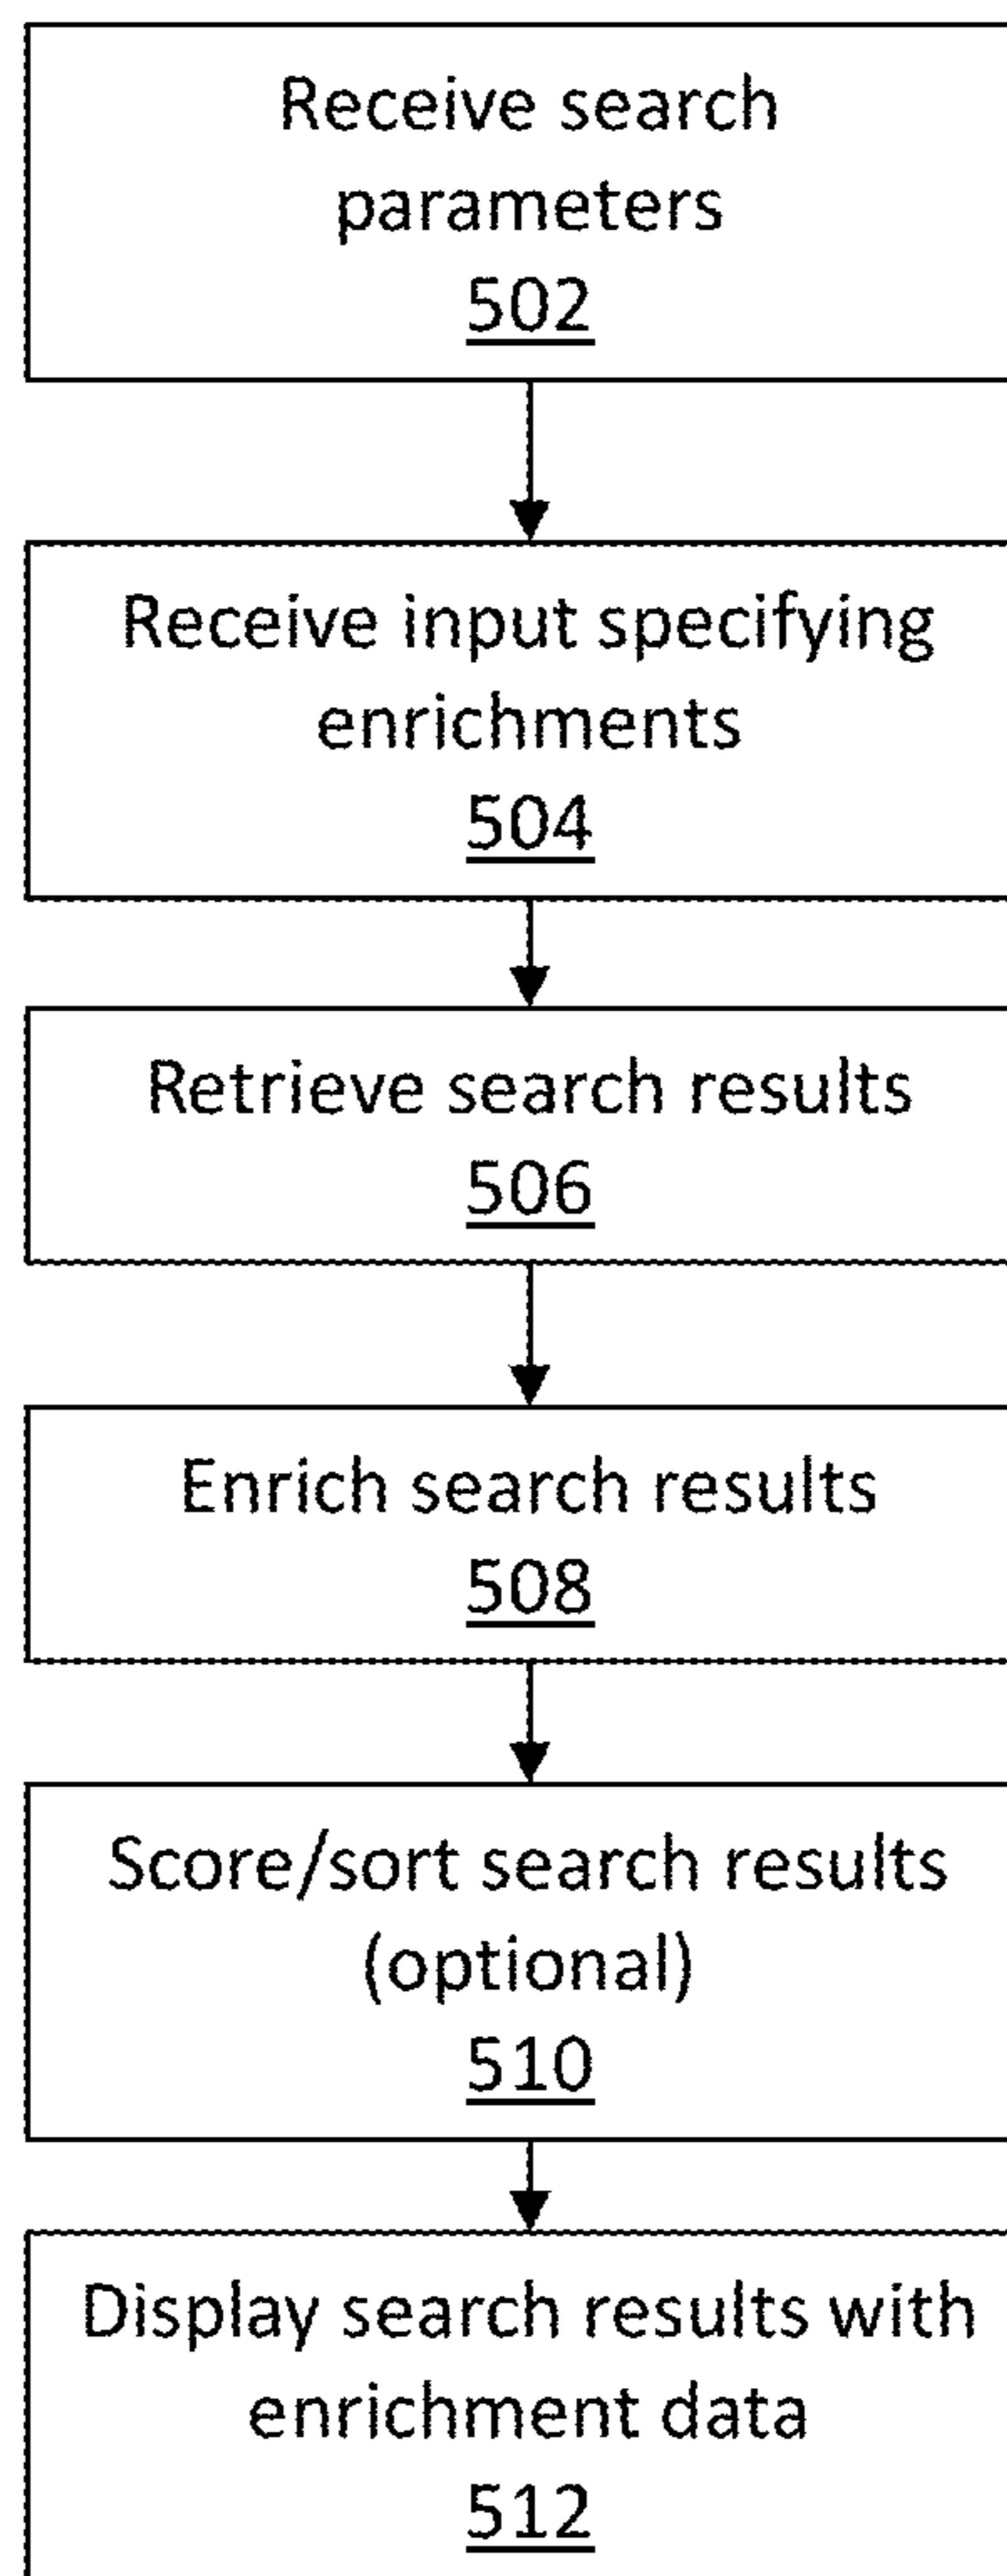 Receive search
parameters
502
Receive input specifying
enrichments
504
Retrieve search results
506
Enrich search results
508
Score/sort search results
(optional)
510
Display search results with
enrichment data
512